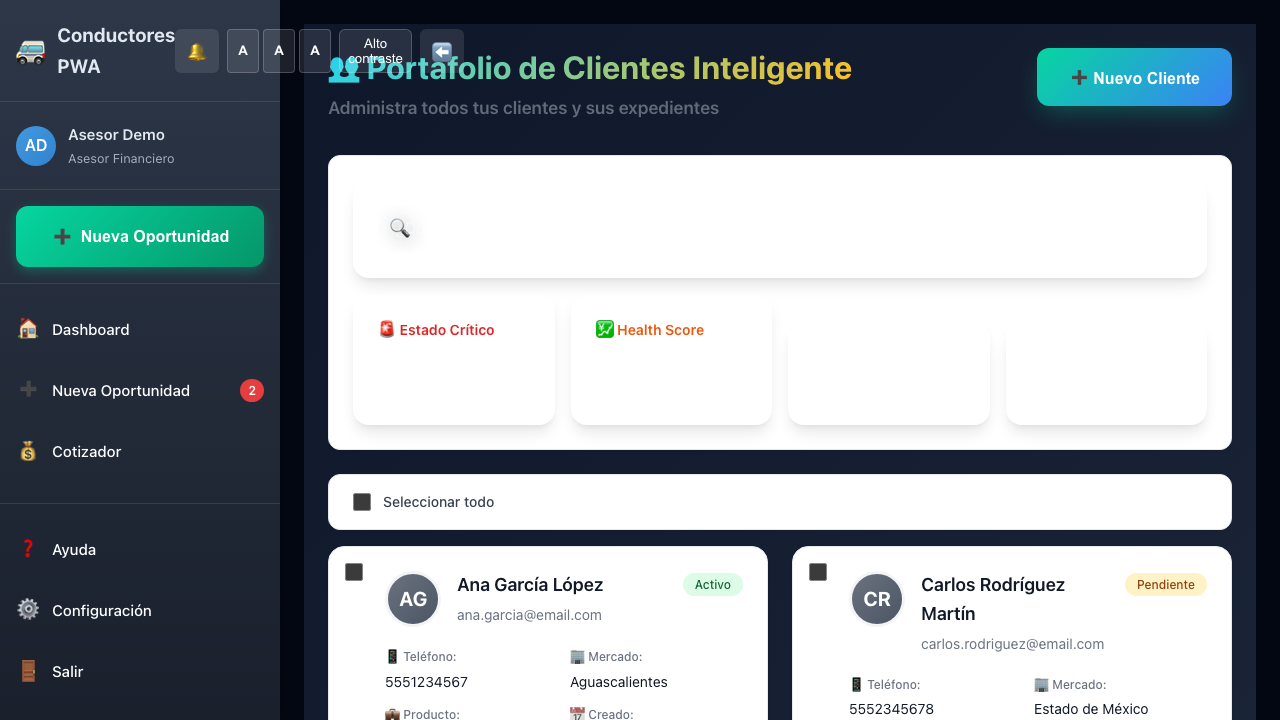 Conductores
PWA
A A A
Alto
contraste
Portafolio de Clientes Inteligente
Administra todos tus clientes y sus expedientes
Nuevo Cliente
AD
Asesor Demo
Asesor Financiero
Nueva Oportunidad
Dashboard
Nueva Oportunidad 2
Cotizador
Ayuda
Configuración
Salir
Estado Crítico
Health Score
Seleccionar todo
AG
Ana García López
Activo
ana.garcia@email.com
Teléfono:
5551234567
Mercado:
Aguascalientes
Producto:
Creado:
CR
Carlos Rodríguez
Martín
Pendiente
carlos.rodriguez@email.com
Teléfono:
5552345678
Mercado:
Estado de México